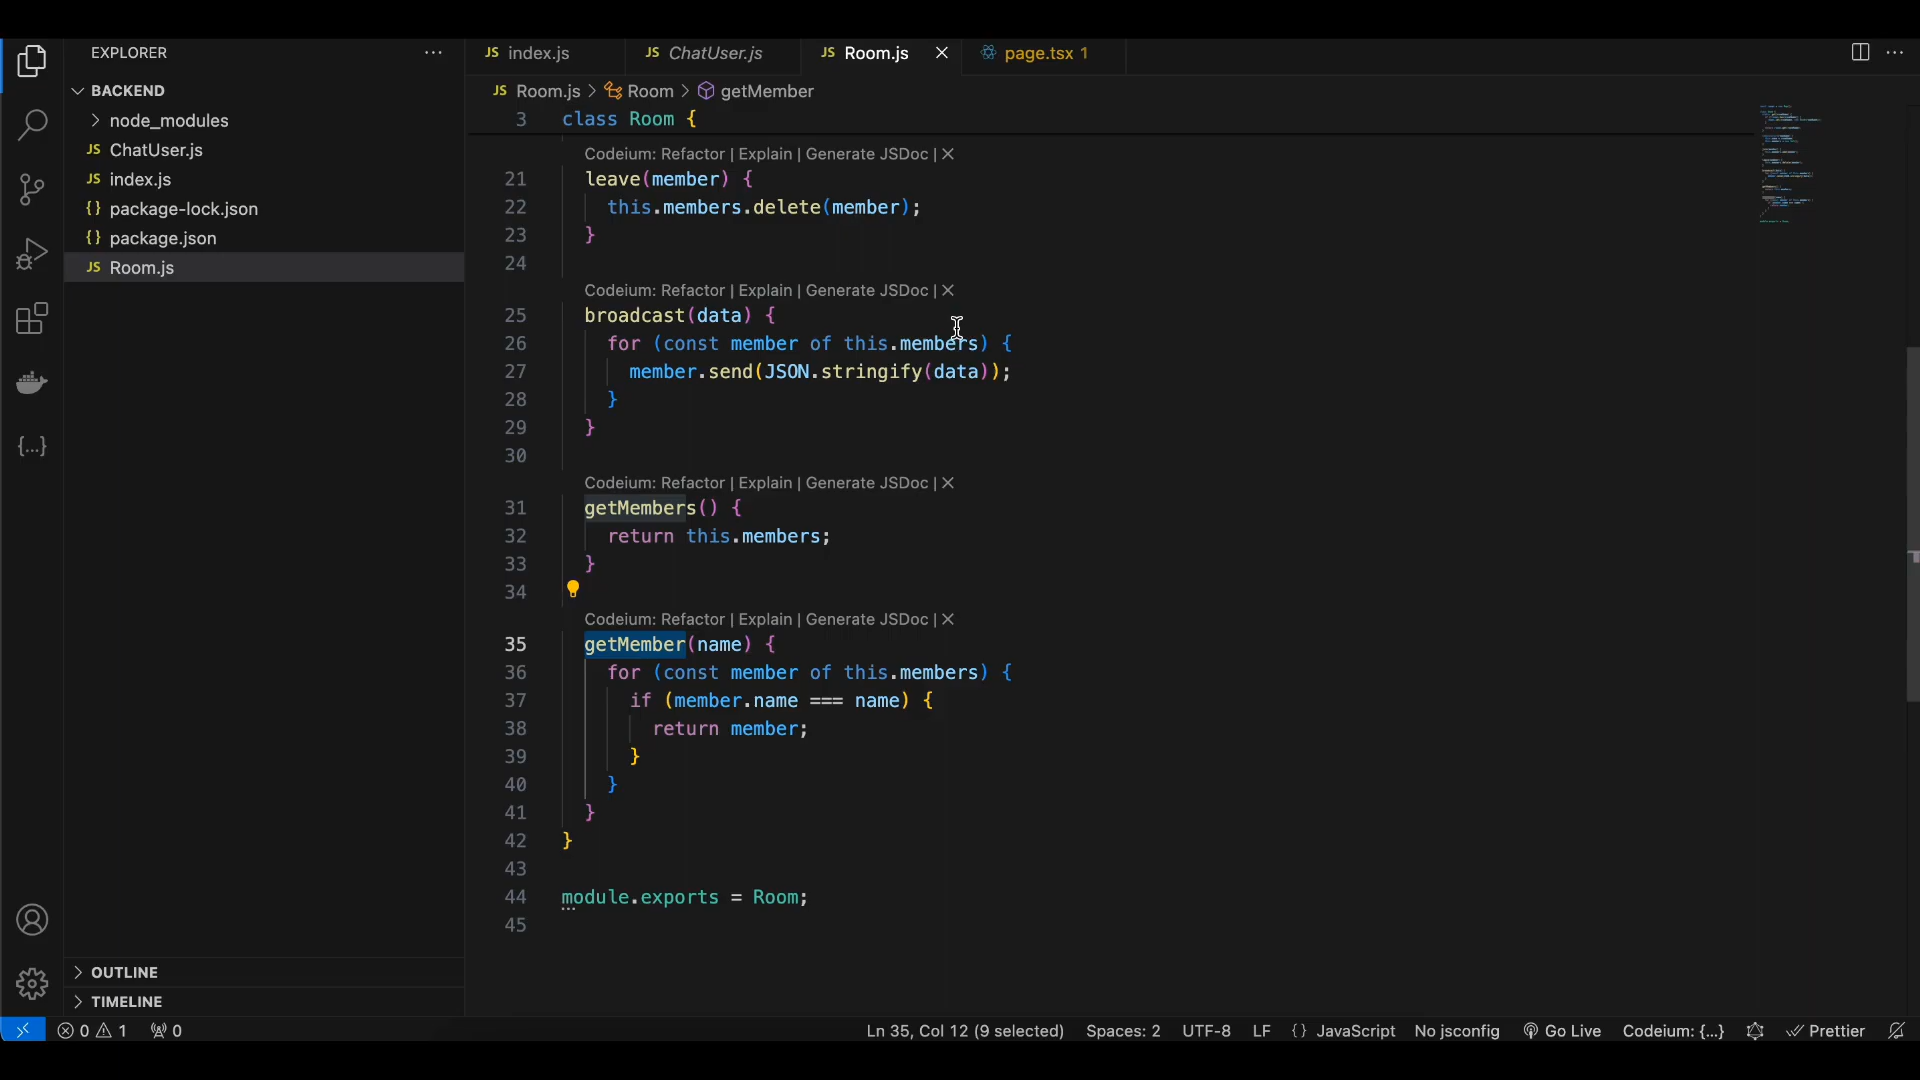 EXPLORER
BACKEND
node_modules
JS ChatUser.js
JS index.js
{} package-lock.json
{} package.json
JS Room.js
OUTLINE
TIMELINE
JS index.js JS ChatUser.js JS Room.js page.tsx 1
JS Room.js > Room > getMember
3 class Room {
Codeium: Refactor | Explain | Generate JSDoc | ×
21 leave(member) {
22 this.members.delete(member);
23 }
24
Codeium: Refactor | Explain | Generate JSDoc | ×
25 broadcast(data) {
26 for (const member of this.members) {
27 member.send(JSON.stringify(data));
28 }
29 }
30
Codeium: Refactor | Explain | Generate JSDoc | ×
31 getMembers() {
32 return this.members;
33 }
34
Codeium: Refactor | Explain | Generate JSDoc | ×
35 getMember(name) {
36 for (const member of this.members) {
37 if (member.name === name) {
38 return member;
39 }
40 }
41 }
42 }
43
44 module.exports = Room;
45
0 1 0 Ln 35, Col 12 (9 selected) Spaces: 2 UTF-8 LF {} JavaScript No jsconfig Go Live Codeium: {...} Prettier